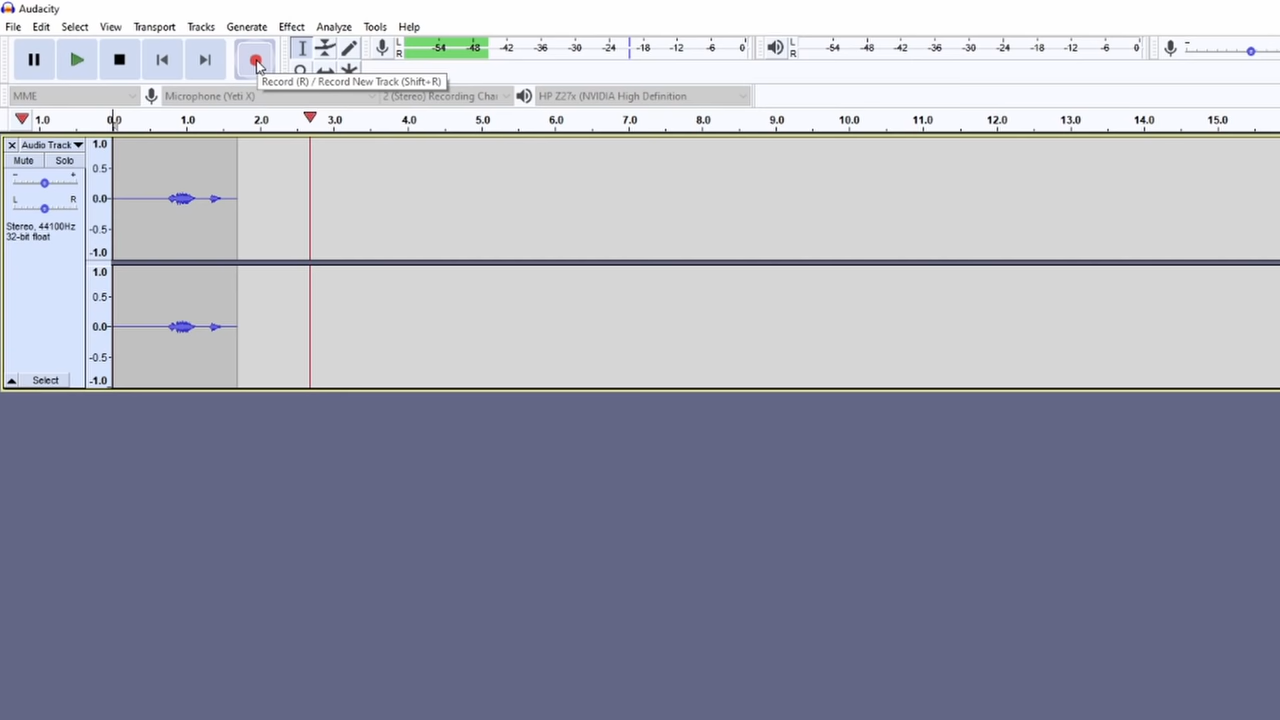 Audacity
File Edit Select View Transport Tracks Generate Effect Analyze Tools Help
L -54 -48 -42 -36 -30 -24 -18 -12 -6 0 L -54 -48 -42 -36 -30 -24 -18 -12 -6 0 -
R R
Record (R) / Record New Track (Shift+R)
MME Microphone (Yeti X) 2 (Stereo) Recording Char HP Z27x (NVIDIA High Definition
1.0 0.0 1.0 2.0 3.0 4.0 5.0 6.0 7.0 8.0 9.0 10.0 11.0 12.0 13.0 14.0 15.0
Audio Track 1.0
Mute Solo
0.5
- +
L R 0.0
Stereo, 44100Hz -0.5
32-bit float
-1.0
1.0
0.5
0.0
-0.5
Select -1.0